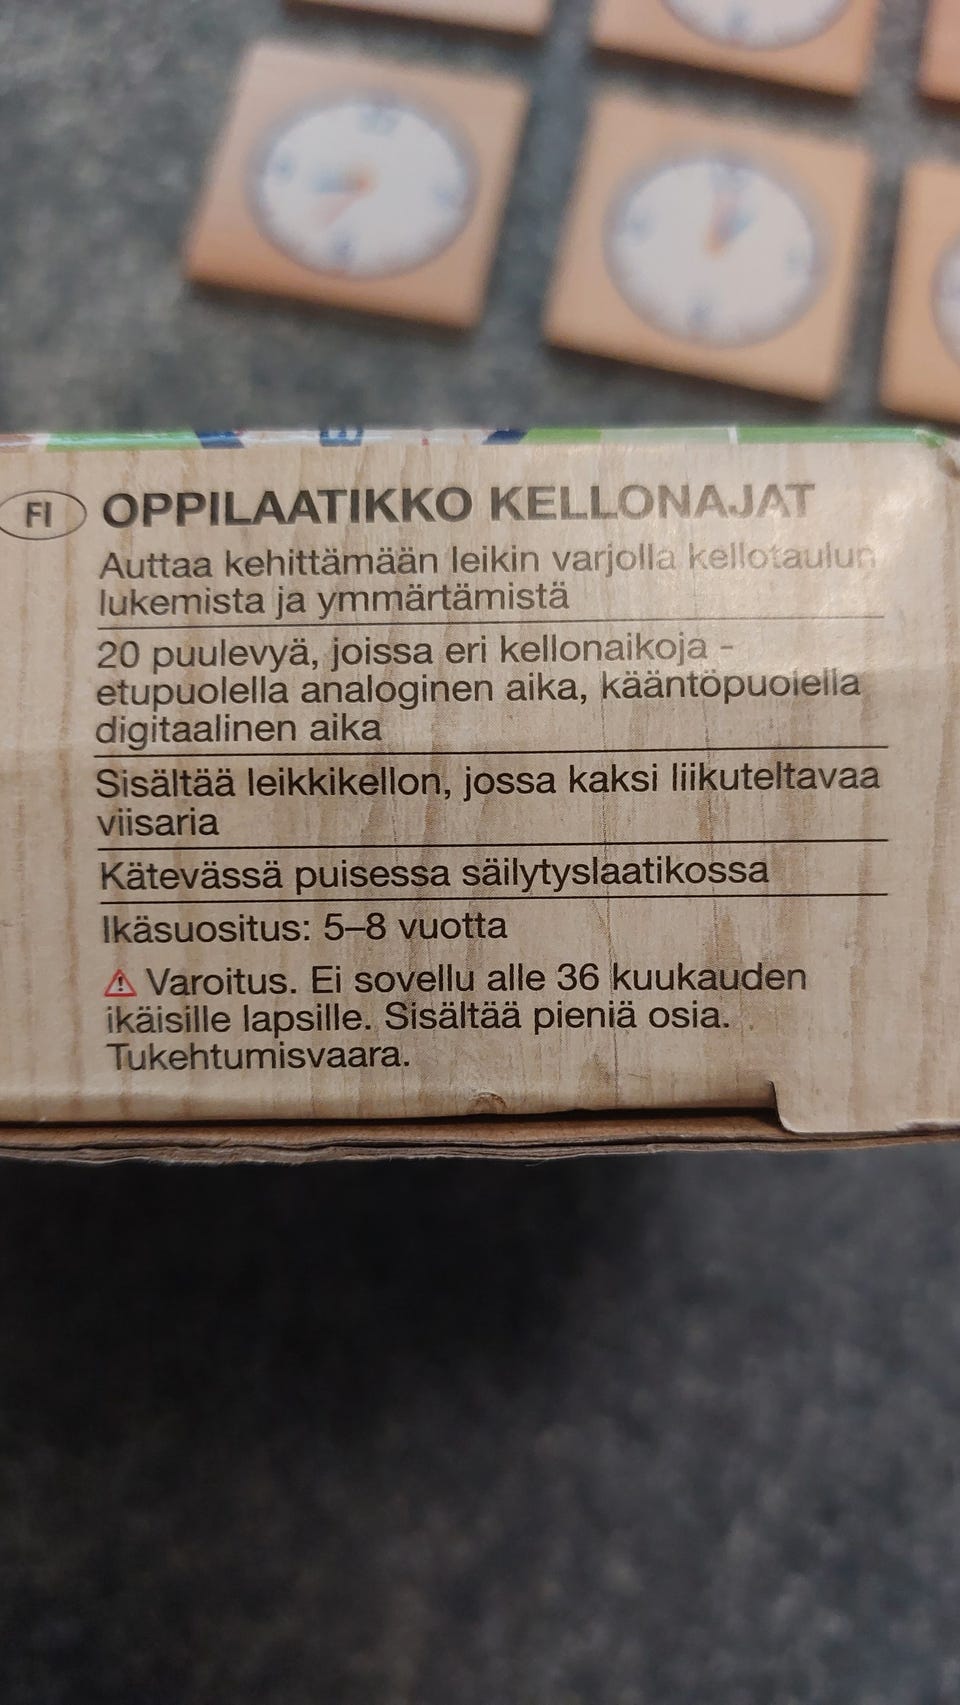 FI
OPPILAATIKKO KELLONAJAT
Auttaa kehittämään leikin varjolla kellotaulun
lukemista ja ymmärtämistä
20 puulevyä, joissa eri kellonaikoja -
etupuolella analoginen aika, kääntöpuolella
digitaalinen aika
Sisältää leikkikellon, jossa kaksi liikuteltavaa
viisaria
Kätevässä puisessa säilytyslaatikossa
Ikäsuositus: 5–8 vuotta
⚠ Varoitus. Ei sovellu alle 36 kuukauden
ikäisille lapsille. Sisältää pieniä osia.
Tukehtumisvaara.